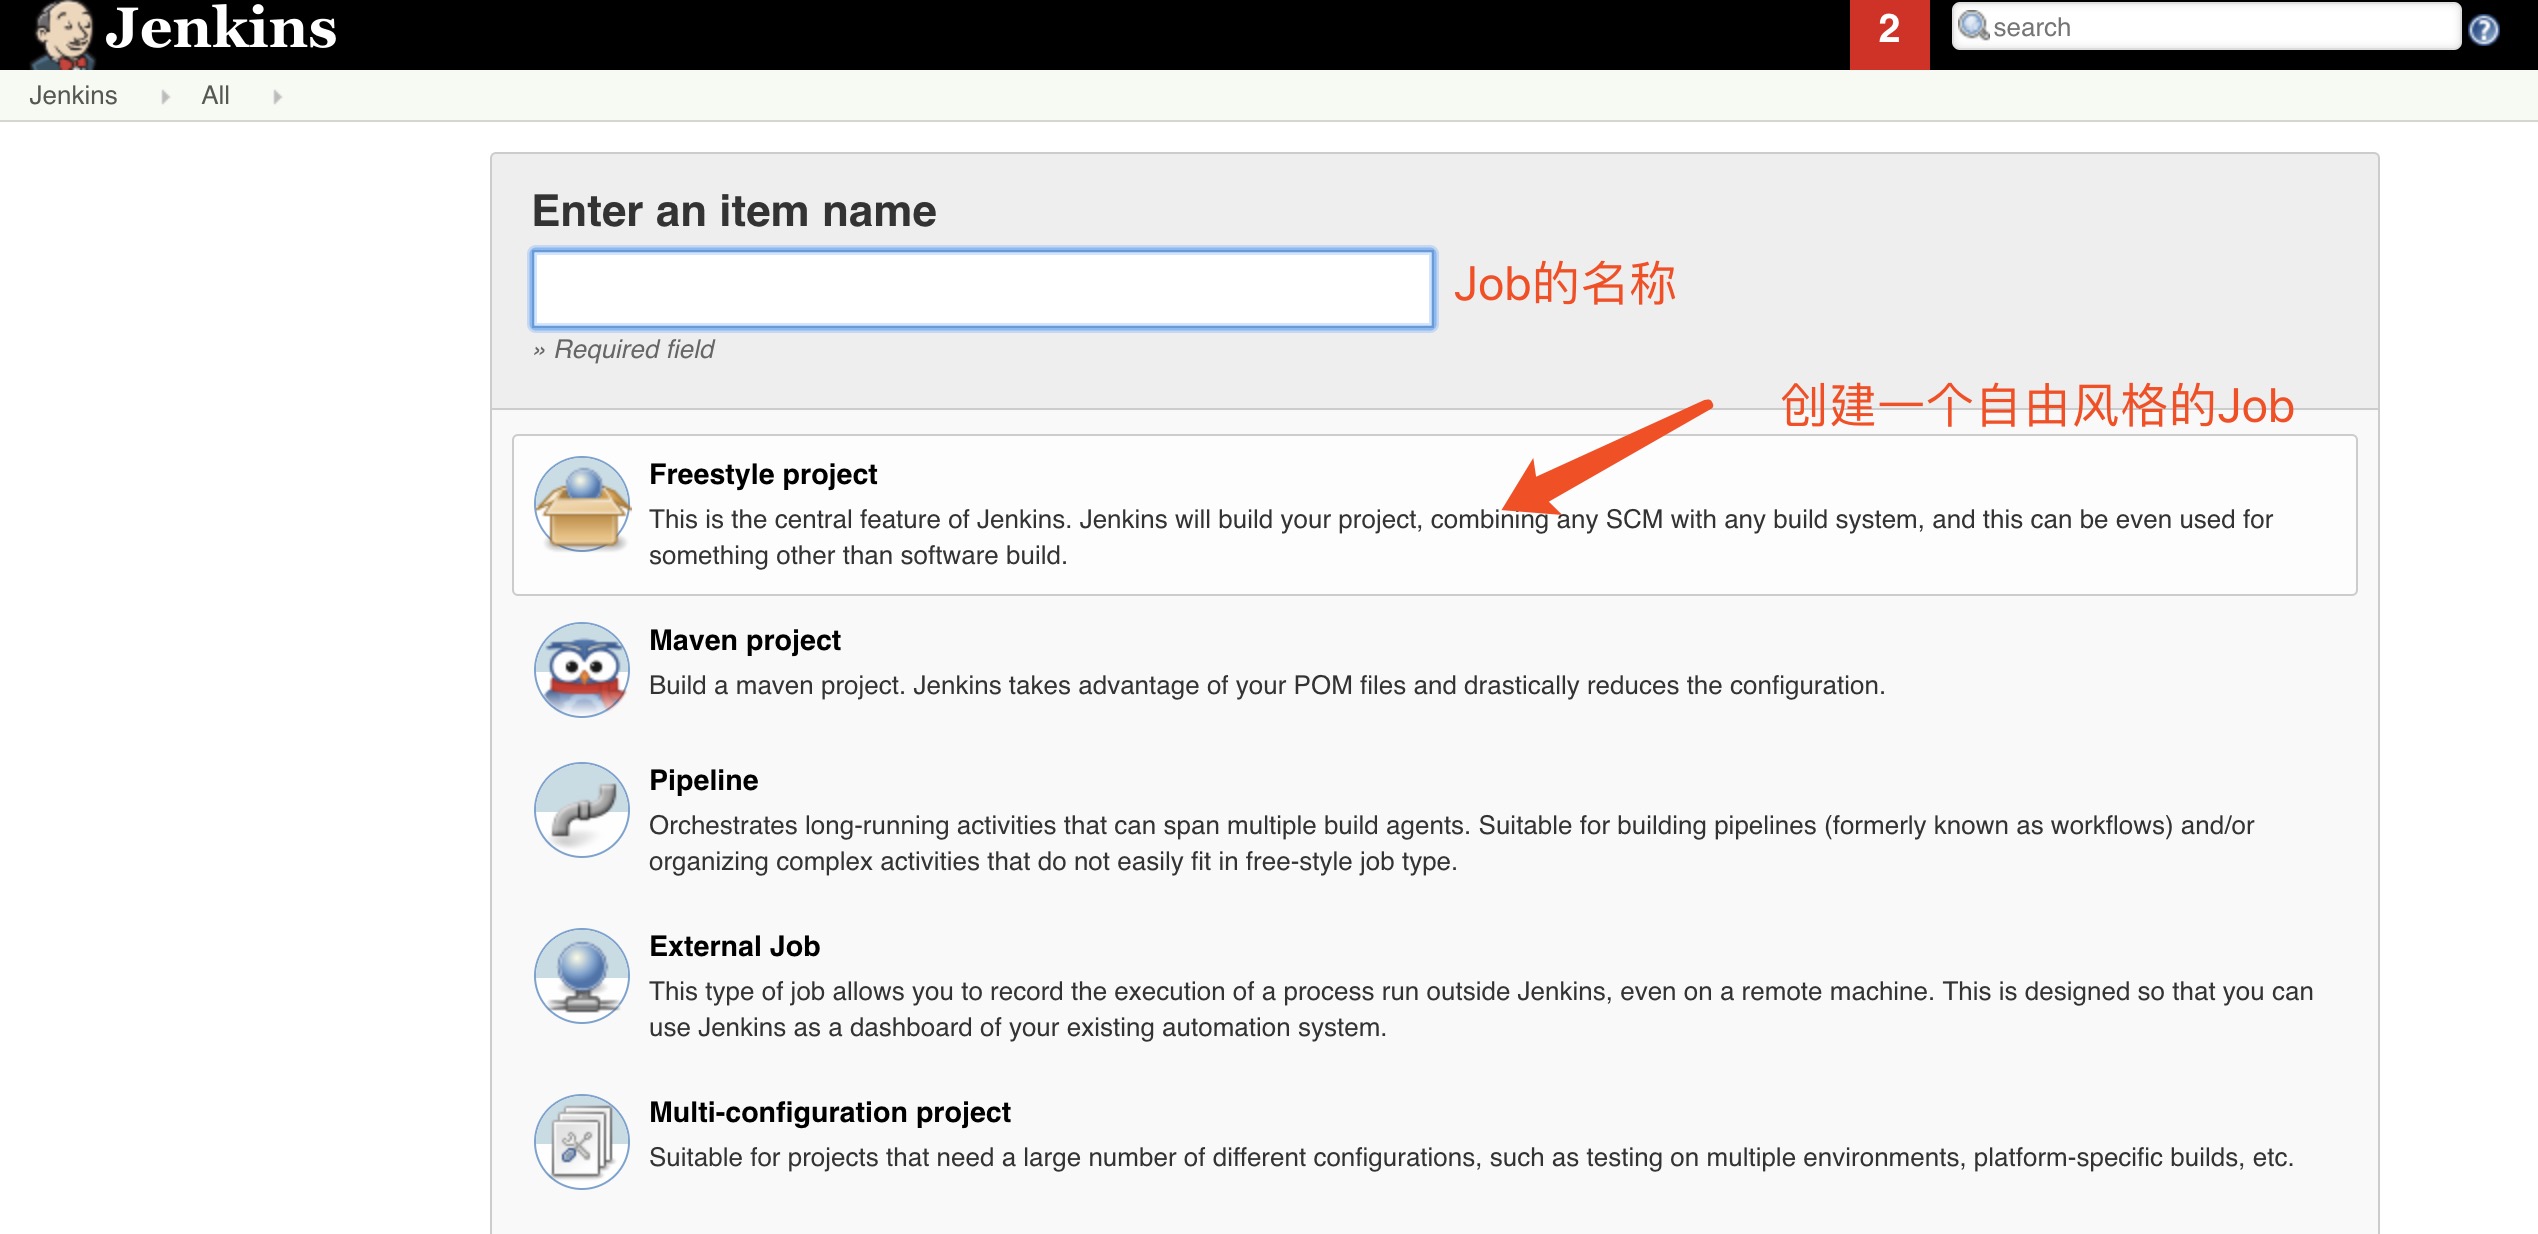 Jenkins
2
search
Jenkins
All
Enter an item name
Job的名称
» Required field
创建一个自由风格的Job
Freestyle project
This is the central feature of Jenkins. Jenkins will build your project, combining any SCM with any build system, and this can be even used for
something other than software build.
Maven project
Build a maven project. Jenkins takes advantage of your POM files and drastically reduces the configuration.
Pipeline
Orchestrates long-running activities that can span multiple build agents. Suitable for building pipelines (formerly known as workflows) and/or
organizing complex activities that do not easily fit in free-style job type.
External Job
This type of job allows you to record the execution of a process run outside Jenkins, even on a remote machine. This is designed so that you can
use Jenkins as a dashboard of your existing automation system.
Multi-configuration project
Suitable for projects that need a large number of different configurations, such as testing on multiple environments, platform-specific builds, etc.